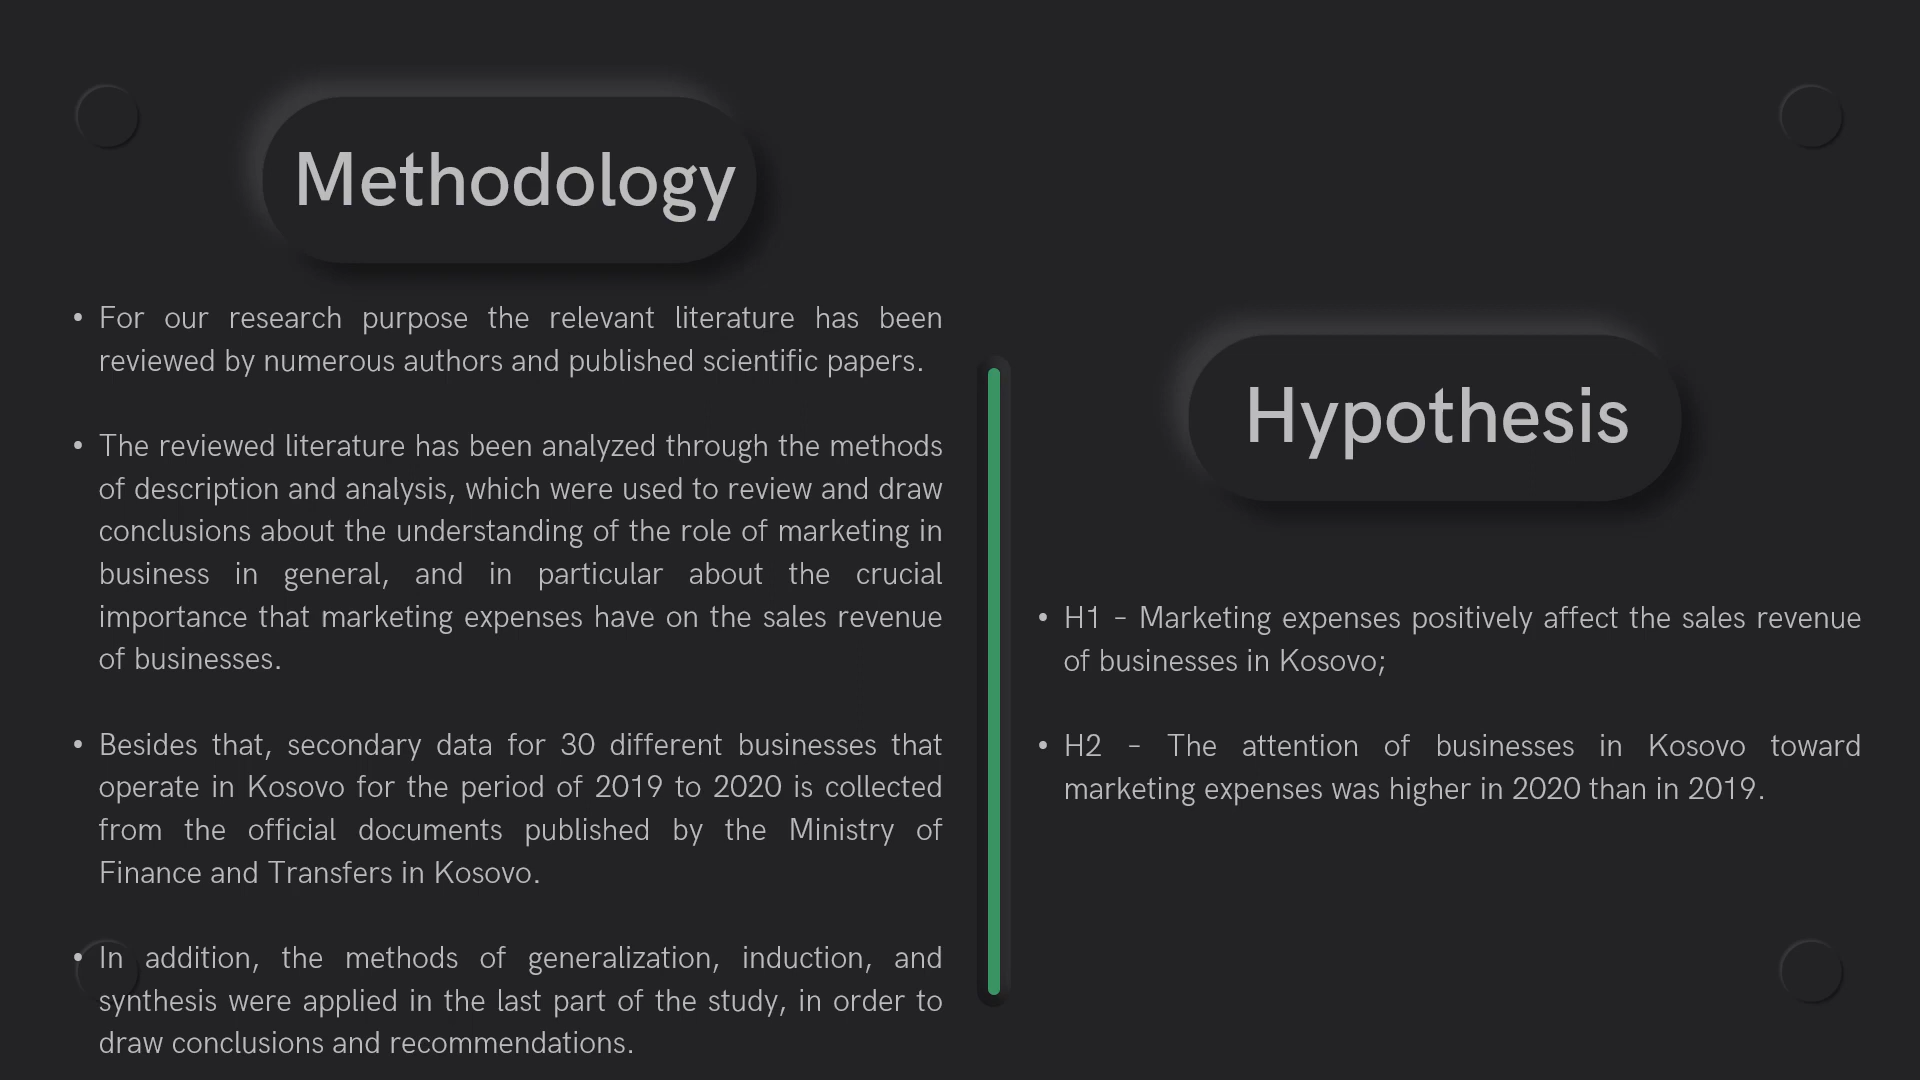 Methodology
• For our research purpose the relevant literature has been
reviewed by numerous authors and published scientific papers.
• The reviewed literature has been analyzed through the methods
of description and analysis, which were used to review and draw
conclusions about the understanding of the role of marketing in
business in general, and in particular about the crucial
importance that marketing expenses have on the sales revenue
of businesses.
• Besides that, secondary data for 30 different businesses that
operate in Kosovo for the period of 2019 to 2020 is collected
from the official documents published by the Ministry of
Finance and Transfers in Kosovo.
• In addition, the methods of generalization, induction, and
synthesis were applied in the last part of the study, in order to
draw conclusions and recommendations.
Hypothesis
• H1 – Marketing expenses positively affect the sales revenue
of businesses in Kosovo;
• H2 – The attention of businesses in Kosovo toward
marketing expenses was higher in 2020 than in 2019.